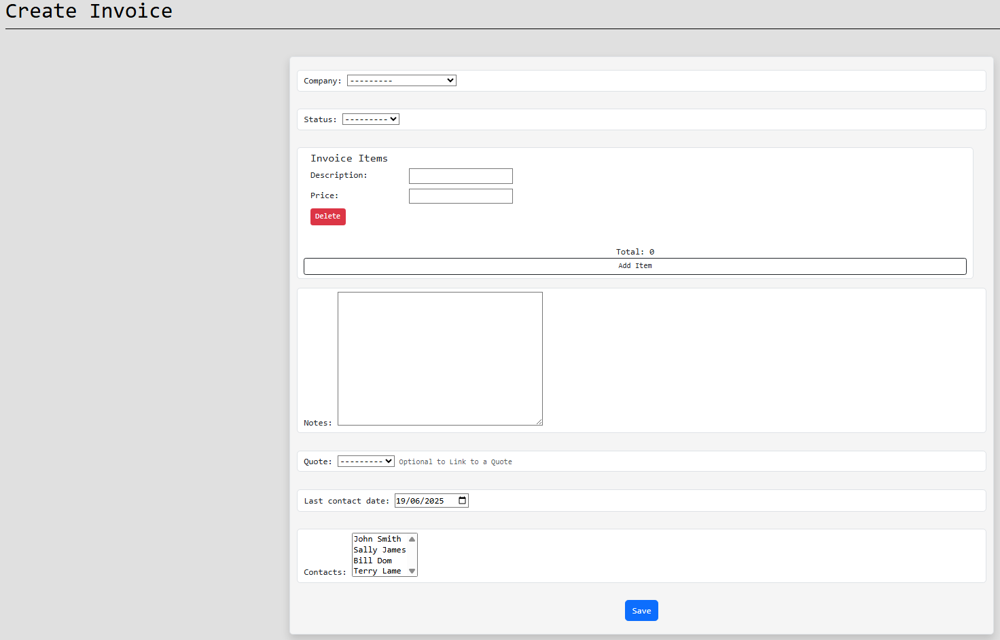 Create Invoice
Company: ---------
Status: ---------
Invoice Items
Description:
Price:
Delete
Total: 0
Add Item
Notes:
Quote: --------- Optional to Link to a Quote
Last contact date: 19/06/2025
John Smith
Sally James
Bill Dom
Contacts: Terry Lame
Save